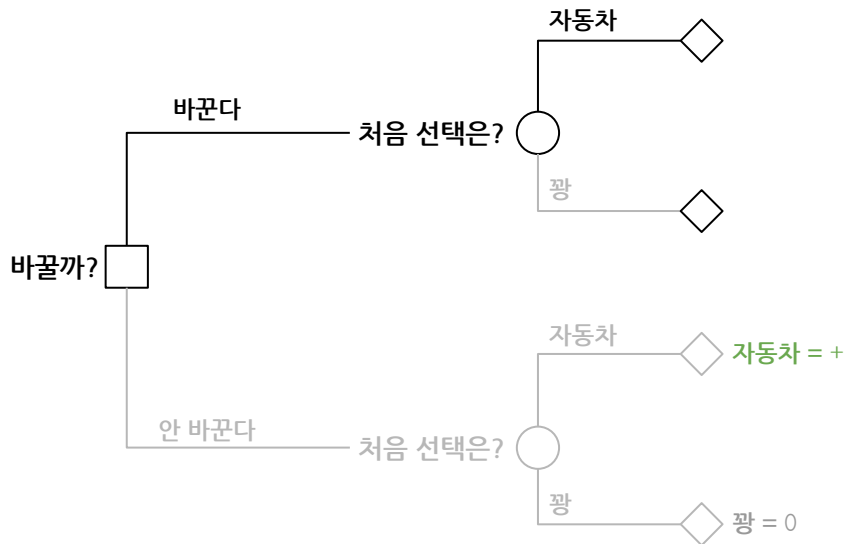 자동차
바꾼다
처음 선택은?
꽝
바꿀까?
자동차
자동차 = +
안 바꾼다
처음 선택은?
꽝
꽝 = 0